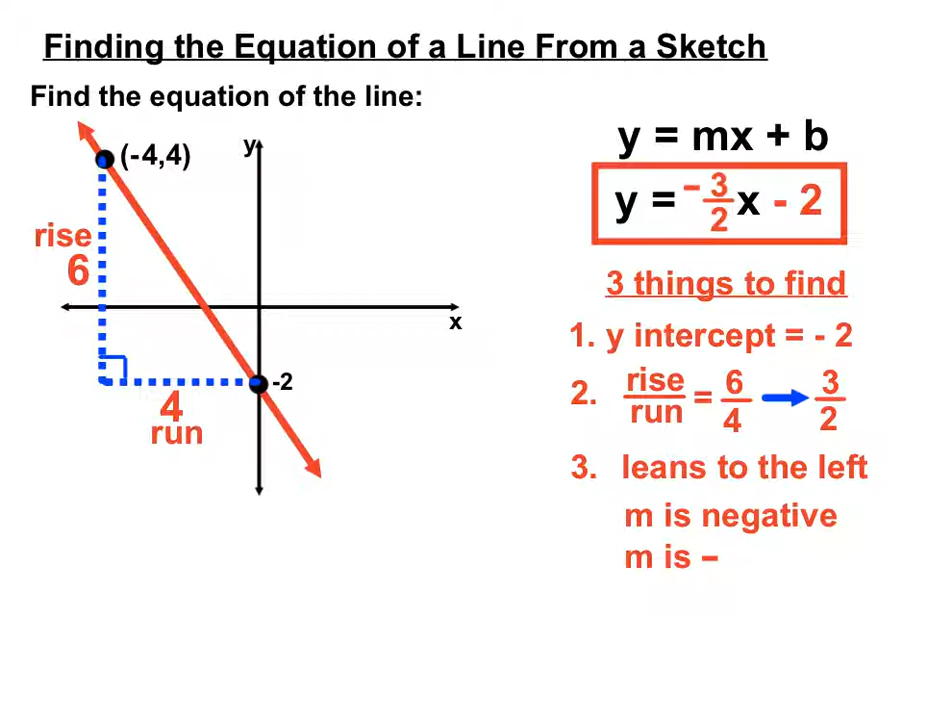 Finding the Equation of a Line From a Sketch
Find the equation of the line:
(-4,4)
y
rise
6
x
-2
4
run
y = mx + b
y = - 3/2 x - 2
3 things to find
1. y intercept = - 2
2. rise/run = 6/4 → 3/2
3. leans to the left
m is negative
m is –